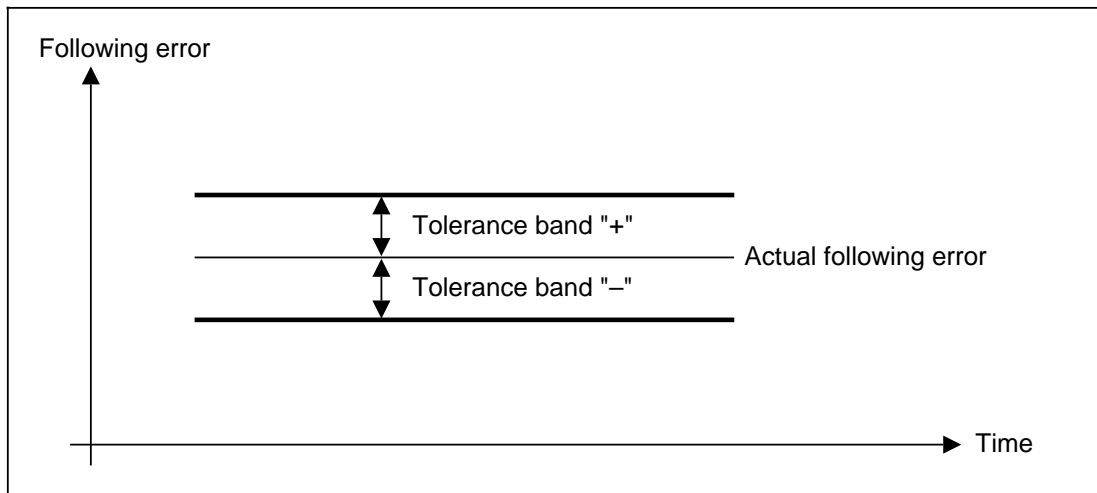 Following error
Tolerance band "+"
Actual following error
Tolerance band "–"
Time